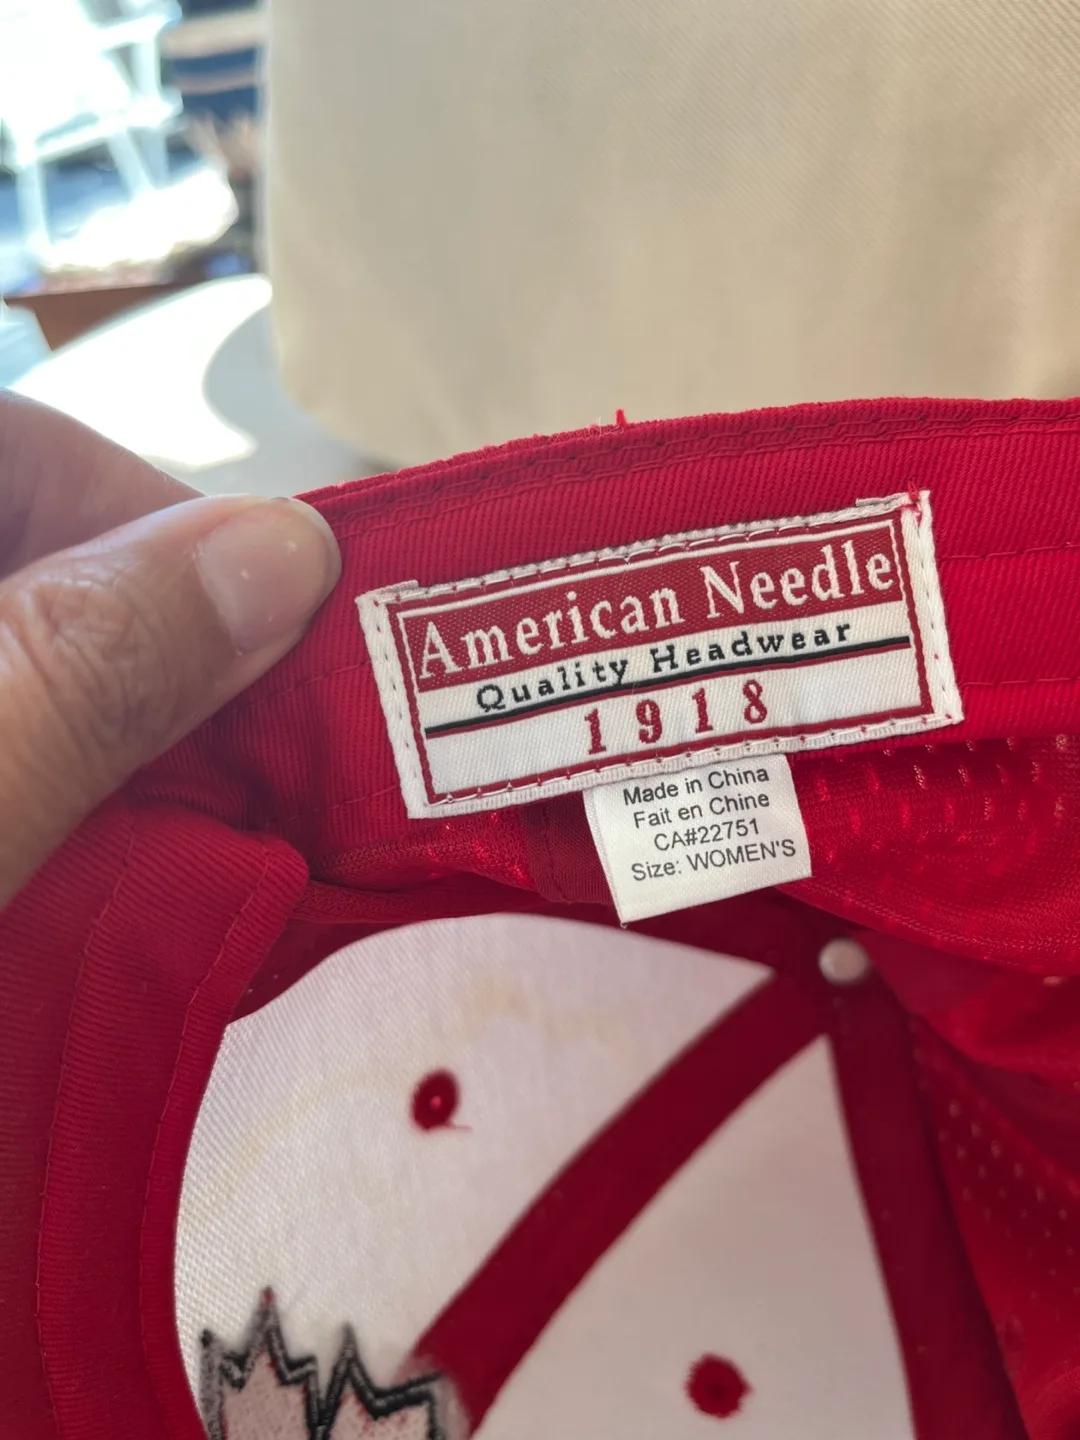 American Needle
Quality Headwear
1918
Made in China
Fait en Chine
CA#22751
Size: WOMEN'S